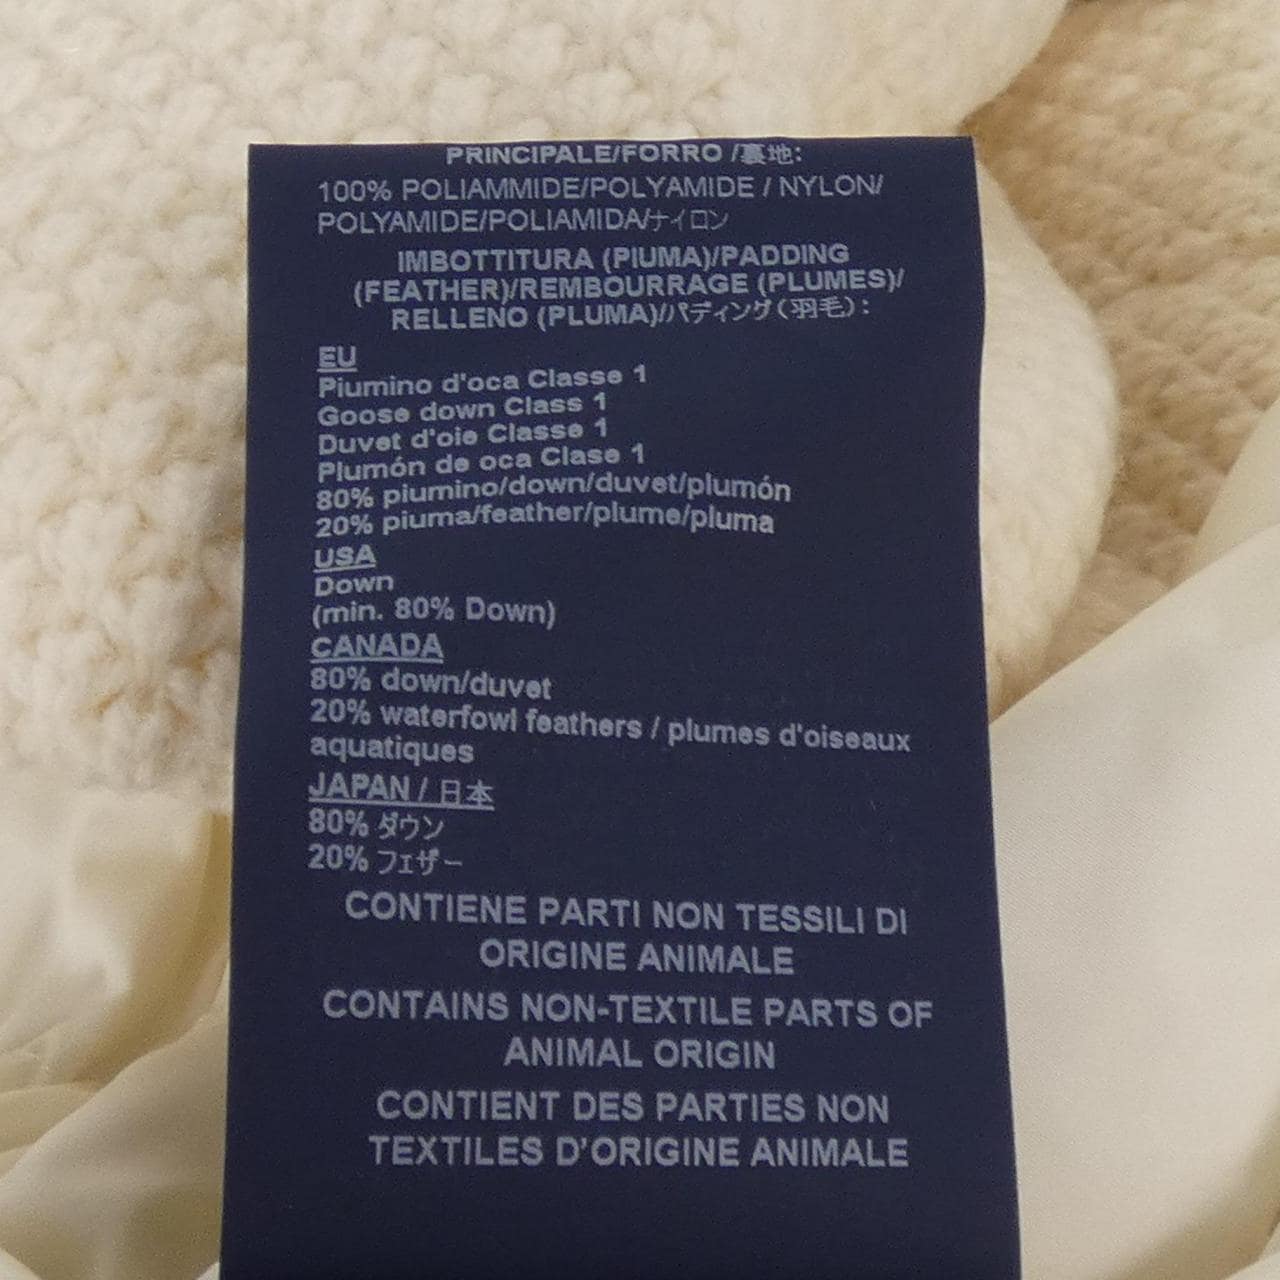 PRINCIPALE/FORRO /裏地:
100% POLIAMMIDE/POLYAMIDE / NYLON/
POLYAMIDE/POLIAMIDA/ナイロン
IMBOTTITURA (PIUMA)/PADDING
(FEATHER)/REMBOURRAGE (PLUMES)/
RELLENO (PLUMA)/パディング(羽毛):
EU
Piumino d'oca Classe 1
Goose down Class 1
Duvet d'oie Classe 1
Plumón de oca Clase 1
80% piumino/down/duvet/plumón
20% piuma/feather/plume/pluma
USA
Down
(min. 80% Down)
CANADA
80% down/duvet
20% waterfowl feathers / plumes d'oiseaux
aquatiques
JAPAN / 日本
80% ダウン
20% フェザー
CONTIENE PARTI NON TESSILI DI
ORIGINE ANIMALE
CONTAINS NON-TEXTILE PARTS OF
ANIMAL ORIGIN
CONTIENT DES PARTIES NON
TEXTILES D'ORIGINE ANIMALE